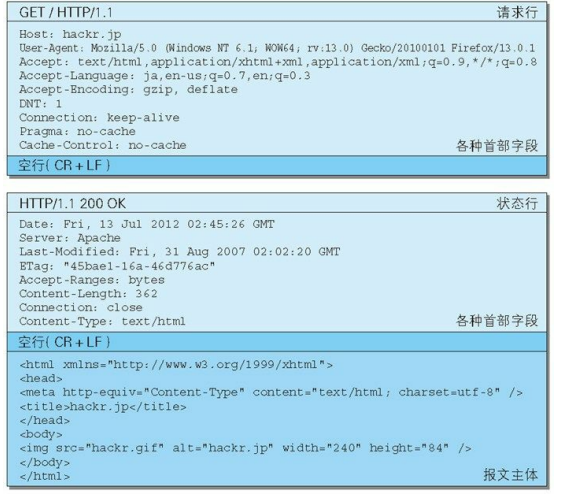 GET / HTTP/1.1 请求行
Host: hackr.jp
User-Agent: Mozilla/5.0 (Windows NT 6.1; WOW64; rv:13.0) Gecko/20100101 Firefox/13.0.1
Accept: text/html,application/xhtml+xml,application/xml;q=0.9,*/*;q=0.8
Accept-Language: ja,en-us;q=0.7,en;q=0.3
Accept-Encoding: gzip, deflate
DNT: 1
Connection: keep-alive
Pragma: no-cache
Cache-Control: no-cache 各种首部字段
空行( CR + LF )
HTTP/1.1 200 OK 状态行
Date: Fri, 13 Jul 2012 02:45:26 GMT
Server: Apache
Last-Modified: Fri, 31 Aug 2007 02:02:20 GMT
ETag: "45bae1-16a-46d776ac"
Accept-Ranges: bytes
Content-Length: 362
Connection: close
Content-Type: text/html 各种首部字段
空行( CR + LF )
<html xmlns="http://www.w3.org/1999/xhtml">
<head>
<meta http-equiv="Content-Type" content="text/html; charset=utf-8" />
<title>hackr.jp</title>
</head>
<body>
<img src="hackr.gif" alt="hackr.jp" width="240" height="84" />
</body>
</html> 报文主体